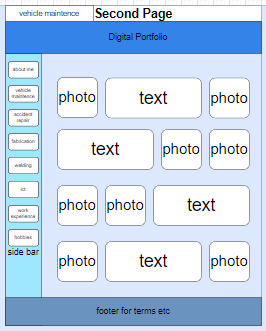 vehicle maintence Second Page
Digital Portfolio
about me
vehicle
maintence
accident
repair
fabrication
welding
ict
work
experience
hobbies
side bar
photo text photo
text photo photo
photo photo text
photo text photo
footer for terms etc